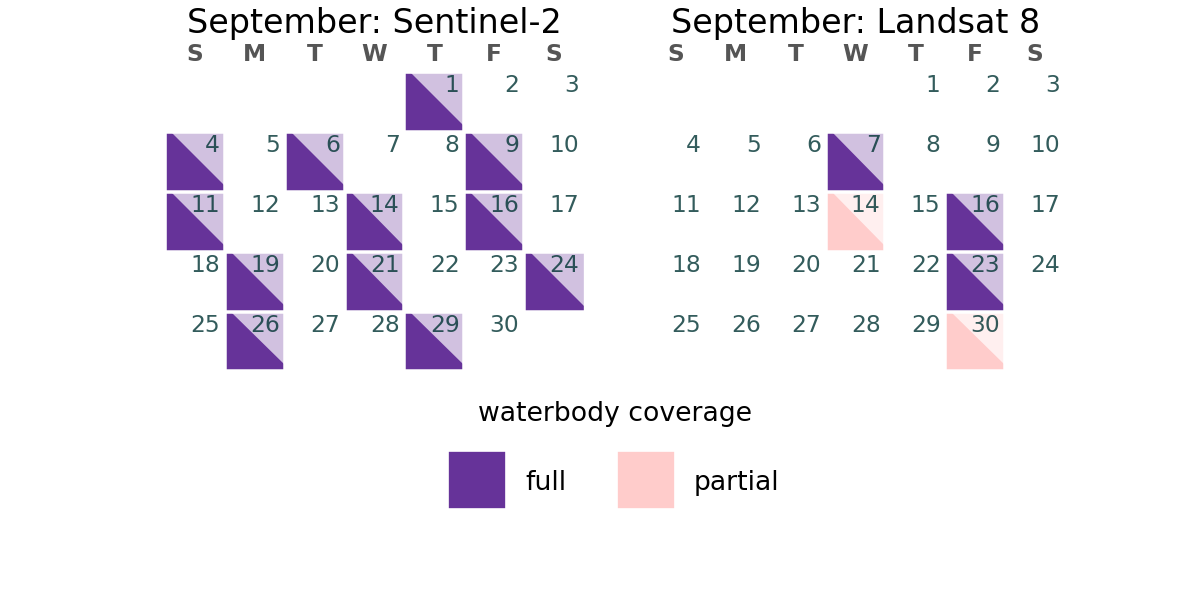 September: Sentinel-2
S M T W T F S
1 2 3
4 5 6 7 8 9 10
11 12 13 14 15 16 17
18 19 20 21 22 23 24
25 26 27 28 29 30
September: Landsat 8
S M T W T F S
1 2 3
4 5 6 7 8 9 10
11 12 13 14 15 16 17
18 19 20 21 22 23 24
25 26 27 28 29 30
waterbody coverage
full partial